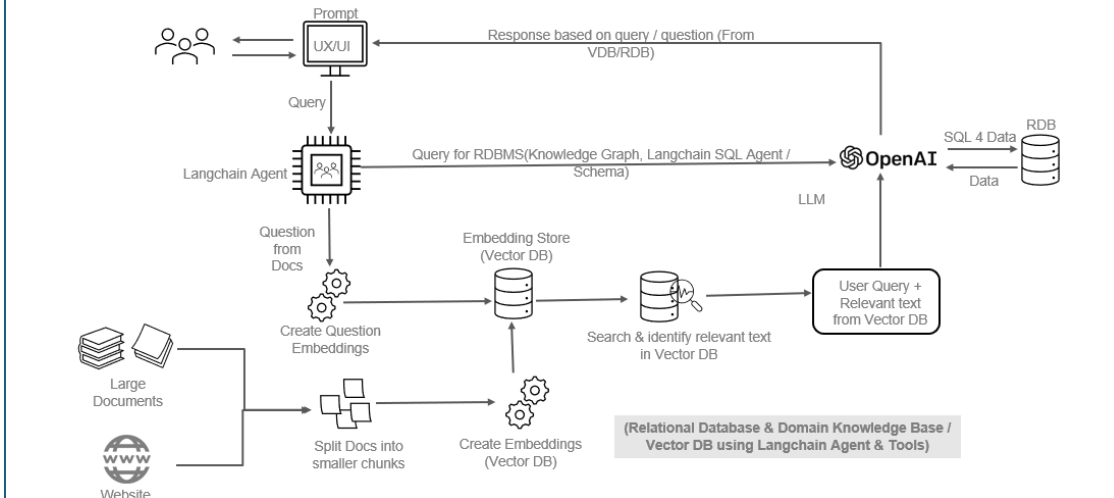 Prompt
UX/UI
Response based on query / question (From
VDB/RDB)
Query
Langchain Agent
Query for RDBMS(Knowledge Graph, Langchain SQL Agent /
Schema)
OpenAI
LLM
SQL 4 Data
RDB
Data
Question
from
Docs
Create Question
Embeddings
Embedding Store
(Vector DB)
Search & identify relevant text
in Vector DB
User Query +
Relevant text
from Vector DB
Large
Documents
WWW
Website
Split Docs into
smaller chunks
Create Embeddings
(Vector DB)
(Relational Database & Domain Knowledge Base /
Vector DB using Langchain Agent & Tools)